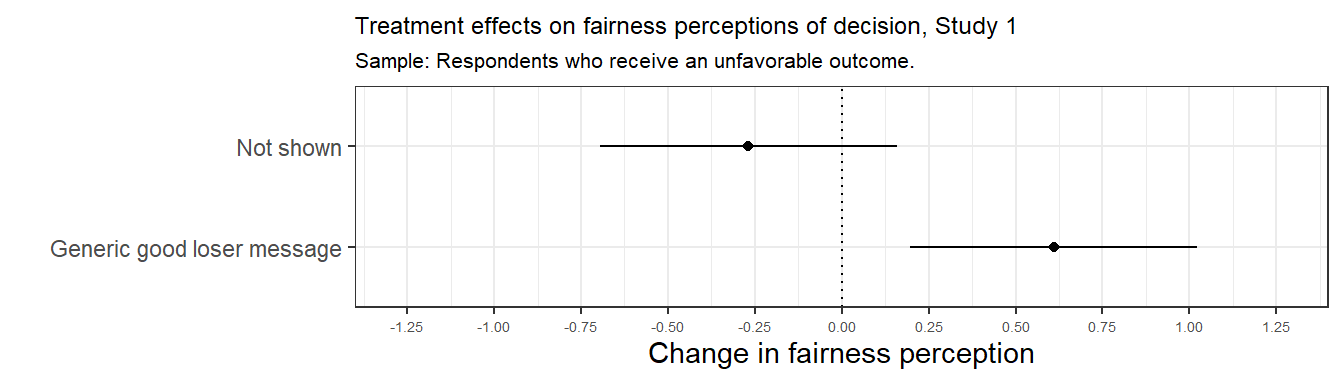 Treatment effects on fairness perceptions of decision, Study 1
Sample: Respondents who receive an unfavorable outcome.
Not shown
Generic good loser message
-1.25 -1.00 -0.75 -0.50 -0.25 0.00 0.25 0.50 0.75 1.00 1.25
Change in fairness perception